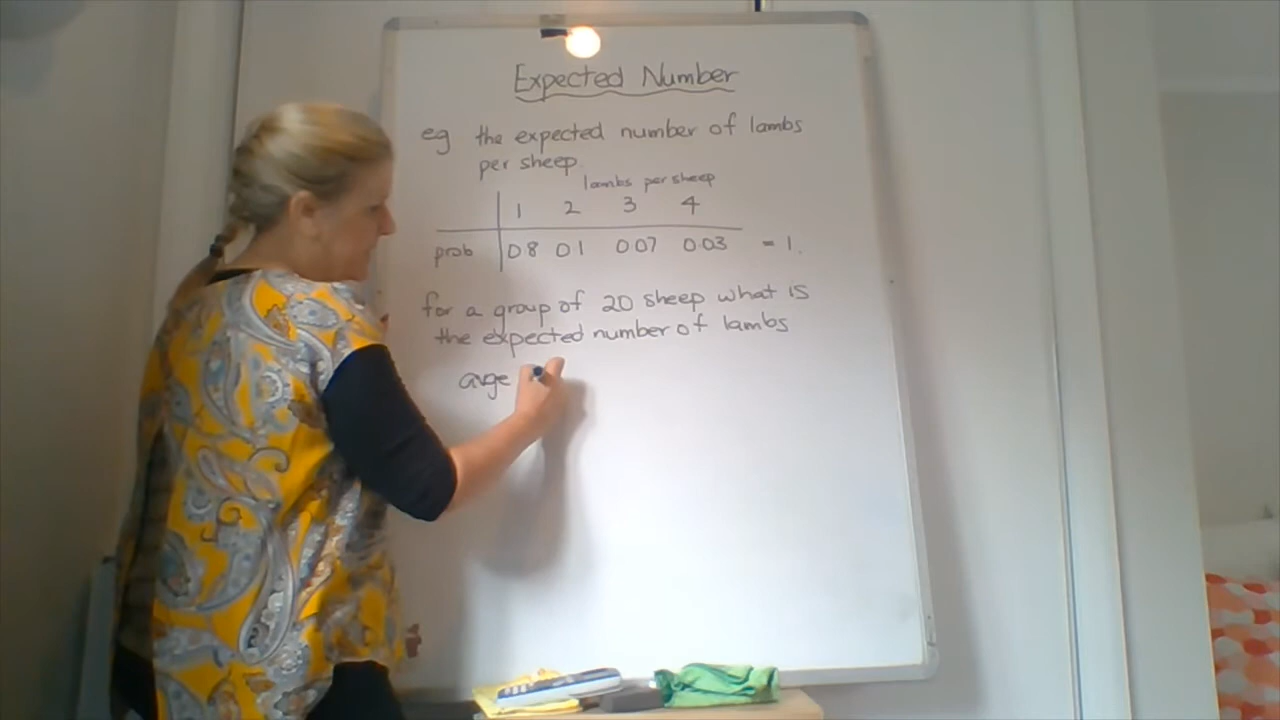 Expected Number
eg the expected number of lambs
per sheep.
lambs per sheep
1 2 3 4
prob 0.8 0.1 0.07 0.03 = 1.
for a group of 20 sheep what is
the expected number of lambs
avge